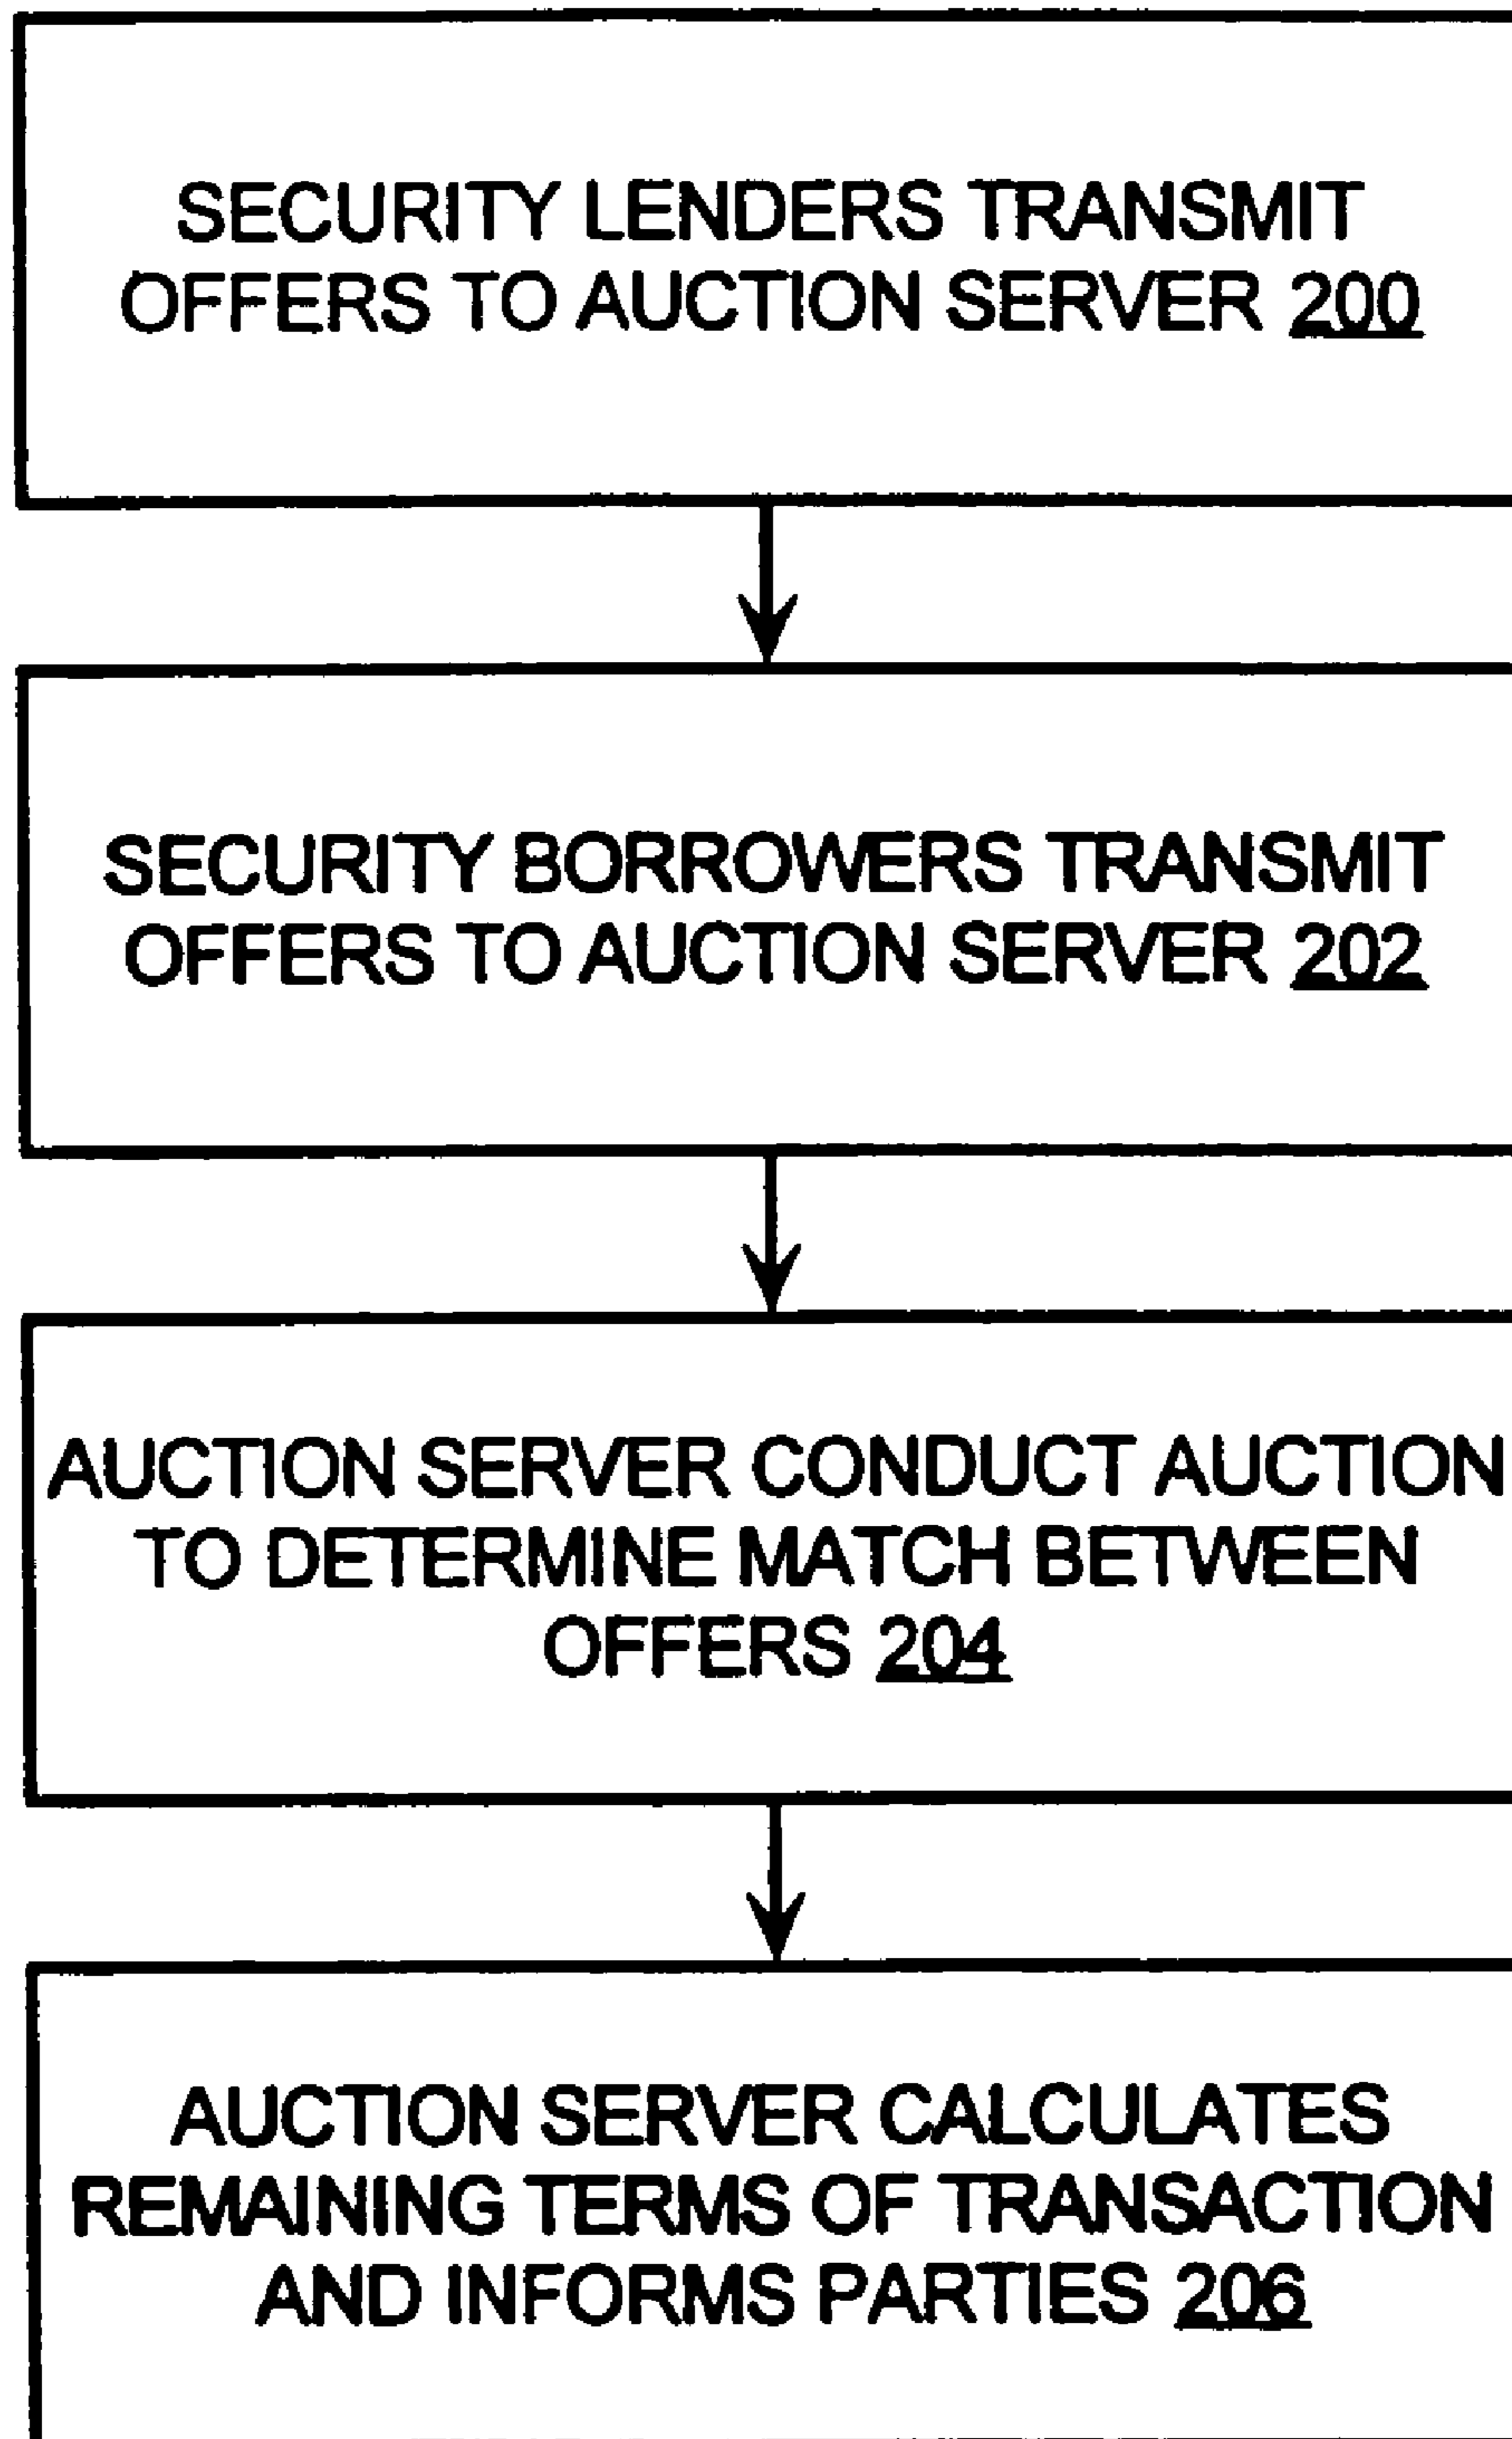 SECURITY LENDERS TRANSMIT
OFFERS TO AUCTION SERVER 200
SECURITY BORROWERS TRANSMIT
OFFERS TO AUCTION SERVER 202
AUCTION SERVER CONDUCT AUCTION
TO DETERMINE MATCH BETWEEN
OFFERS 204
AUCTION SERVER CALCULATES
REMAINING TERMS OF TRANSACTION
AND INFORMS PARTIES 206